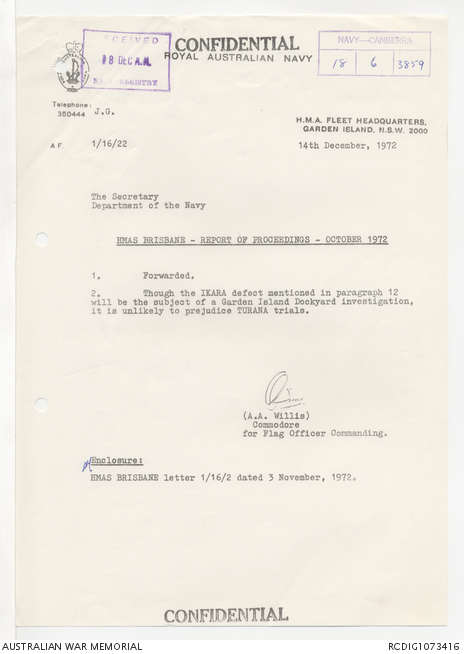 RECEIVED
18 DEC A.M.
REGISTRY
CONFIDENTIAL
ROYAL AUSTRALIAN NAVY
NAVY—CANBERRA
18 6 3859
Telephone: J.G.
350444
H.M.A. FLEET HEADQUARTERS,
GARDEN ISLAND, N.S.W. 2000
A F. 1/16/22
14th December, 1972
The Secretary
Department of the Navy
HMAS BRISBANE - REPORT OF PROCEEDINGS - OCTOBER 1972
1. Forwarded.
2. Though the IKARA defect mentioned in paragraph 12
will be the subject of a Garden Island Dockyard investigation,
it is unlikely to prejudice TURANA trials.
(A.A. Willis)
Commodore
for Flag Officer Commanding.
Enclosure:
HMAS BRISBANE letter 1/16/2 dated 3 November, 1972.
CONFIDENTIAL
AUSTRALIAN WAR MEMORIAL
RCDIG1073416